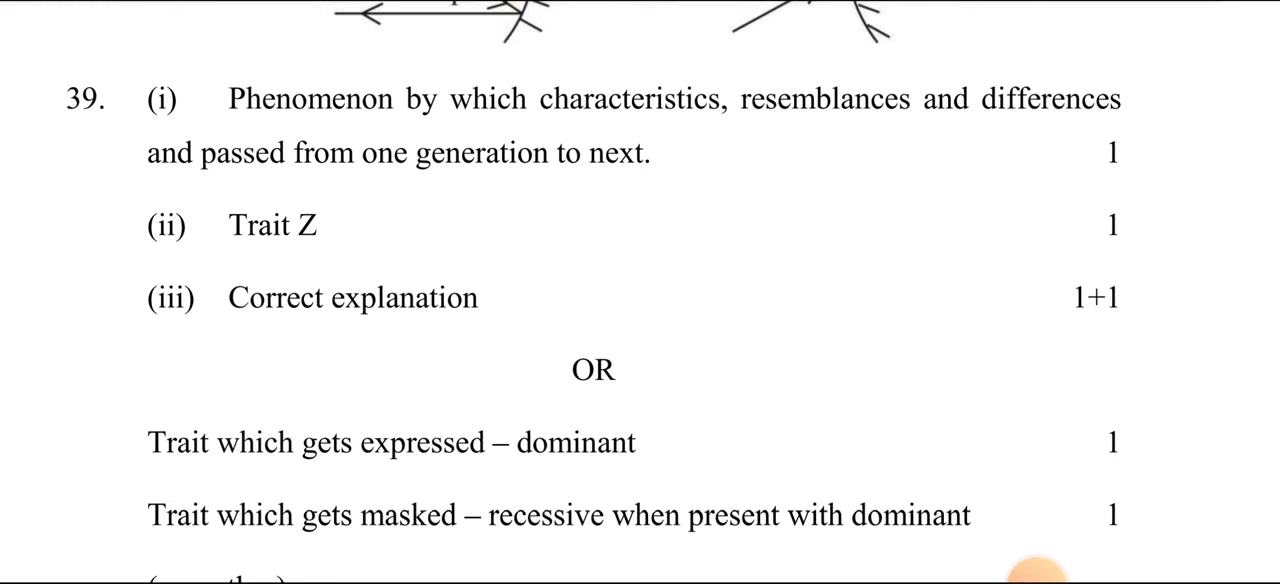 39. (i) Phenomenon by which characteristics, resemblances and differences
and passed from one generation to next. 1
(ii) Trait Z 1
(iii) Correct explanation 1+1
OR
Trait which gets expressed – dominant 1
Trait which gets masked – recessive when present with dominant 1